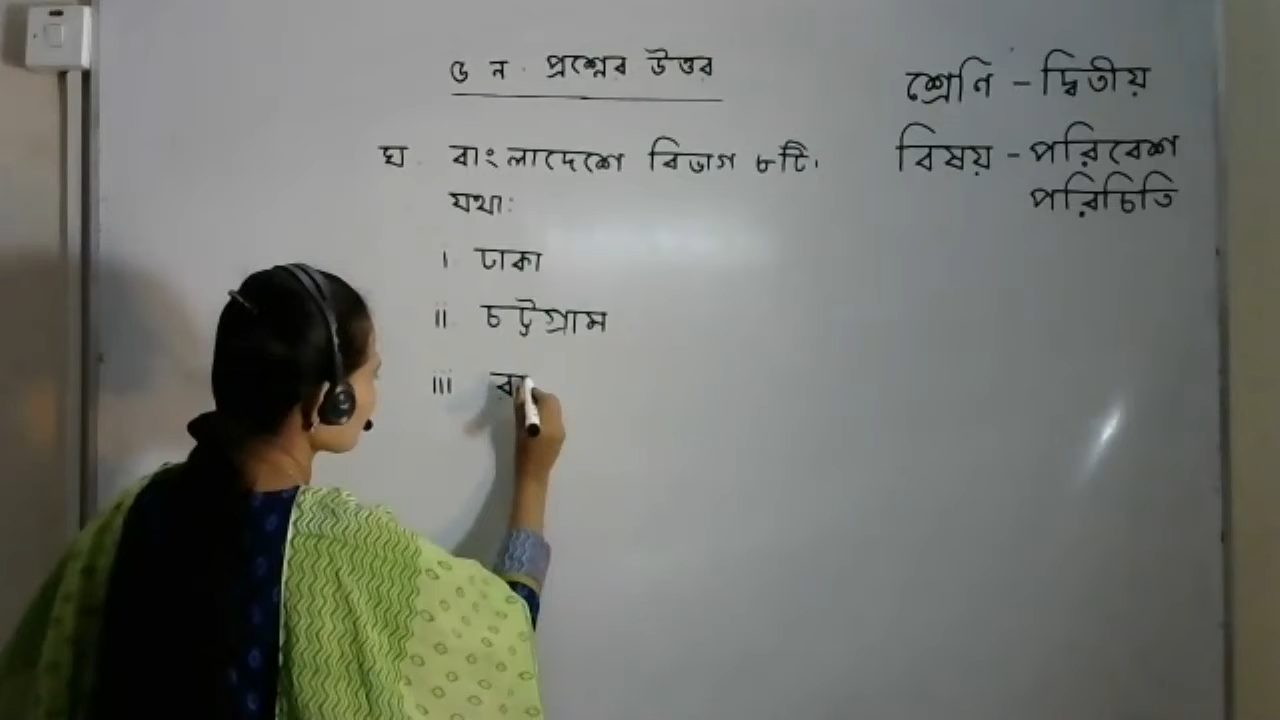 ৬ ন. প্রশ্নের উত্তর
ঘ. বাংলাদেশে বিভাগ ৮টি।
যথা:
i ঢাকা
ii চট্টগ্রাম
iii
শ্রেনি - দ্বিতীয়
বিষয় - পরিবেশ
পরিচিতি